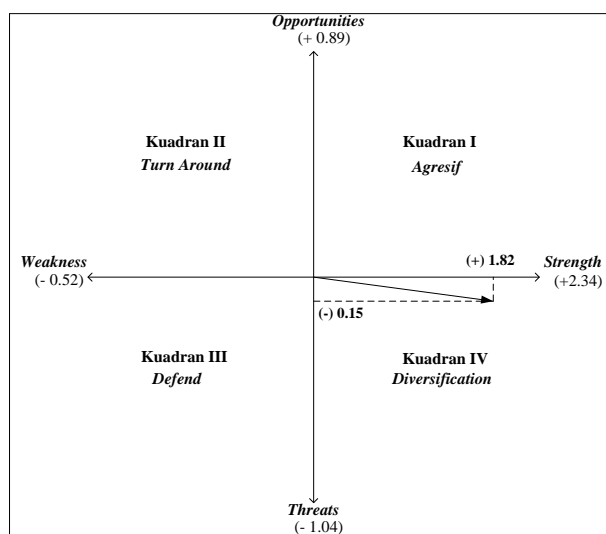 Opportunities
(+ 0.89)
Kuadran II
Turn Around
Kuadran I
Agresif
Weakness
(- 0.52)
(+) 1.82
Strength
(+2.34)
(-) 0.15
Kuadran III
Defend
Kuadran IV
Diversification
Threats
(- 1.04)